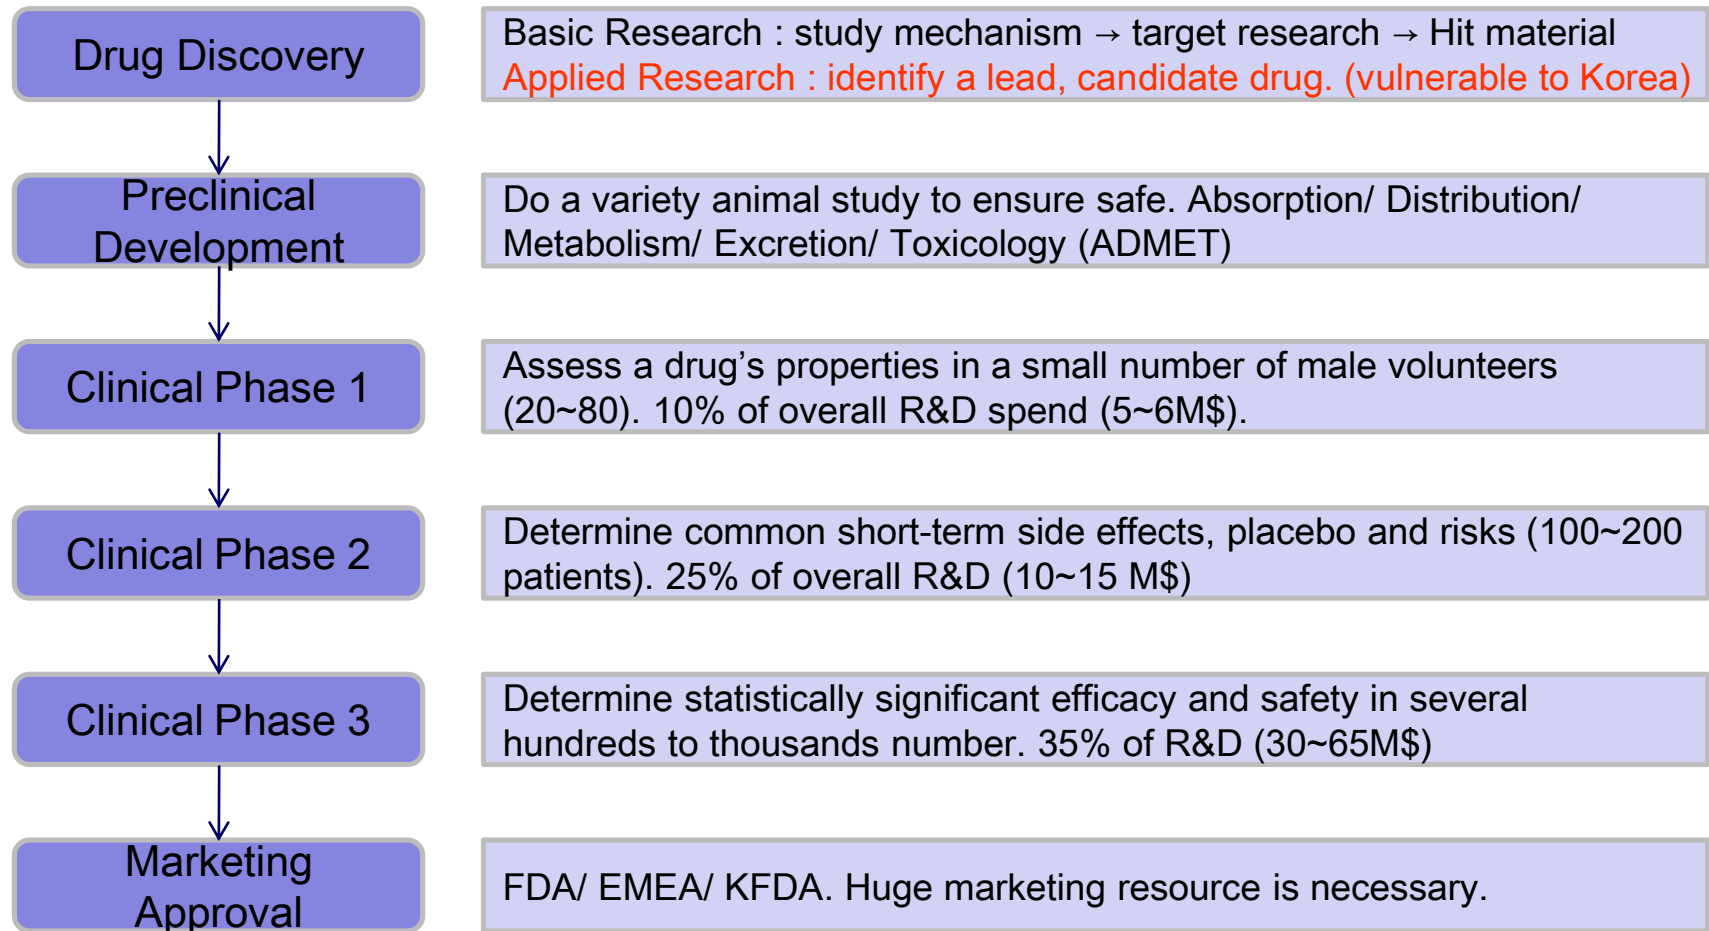 Drug Discovery
Basic Research : study mechanism → target research → Hit material
Applied Research : identify a lead, candidate drug. (vulnerable to Korea)
Preclinical
Development
Do a variety animal study to ensure safe. Absorption/ Distribution/
Metabolism/ Excretion/ Toxicology (ADMET)
Clinical Phase 1
Assess a drug’s properties in a small number of male volunteers
(20~80). 10% of overall R&D spend (5~6M$).
Clinical Phase 2
Determine common short-term side effects, placebo and risks (100~200
patients). 25% of overall R&D (10~15 M$)
Clinical Phase 3
Determine statistically significant efficacy and safety in several
hundreds to thousands number. 35% of R&D (30~65M$)
Marketing
Approval
FDA/ EMEA/ KFDA. Huge marketing resource is necessary.